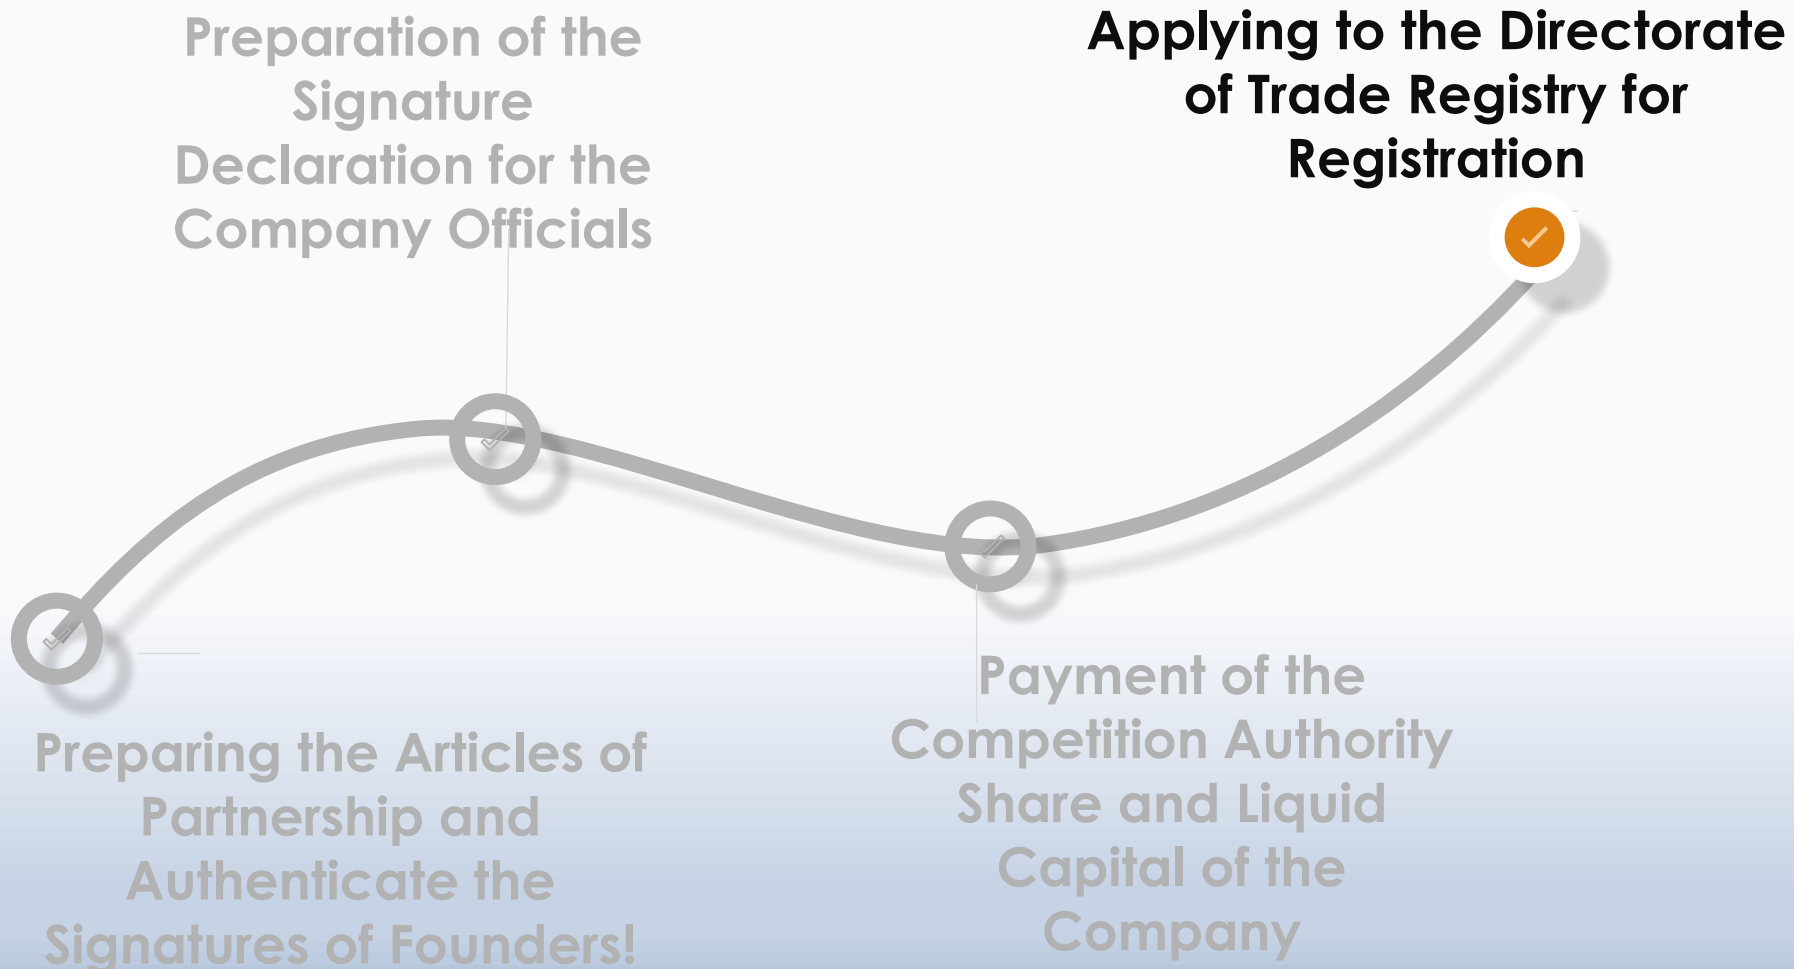 Preparation of the
Signature
Declaration for the
Company Officials
Applying to the Directorate
of Trade Registry for
Registration
Preparing the Articles of
Partnership and
Authenticate the
Signatures of Founders!
Payment of the
Competition Authority
Share and Liquid
Capital of the
Company